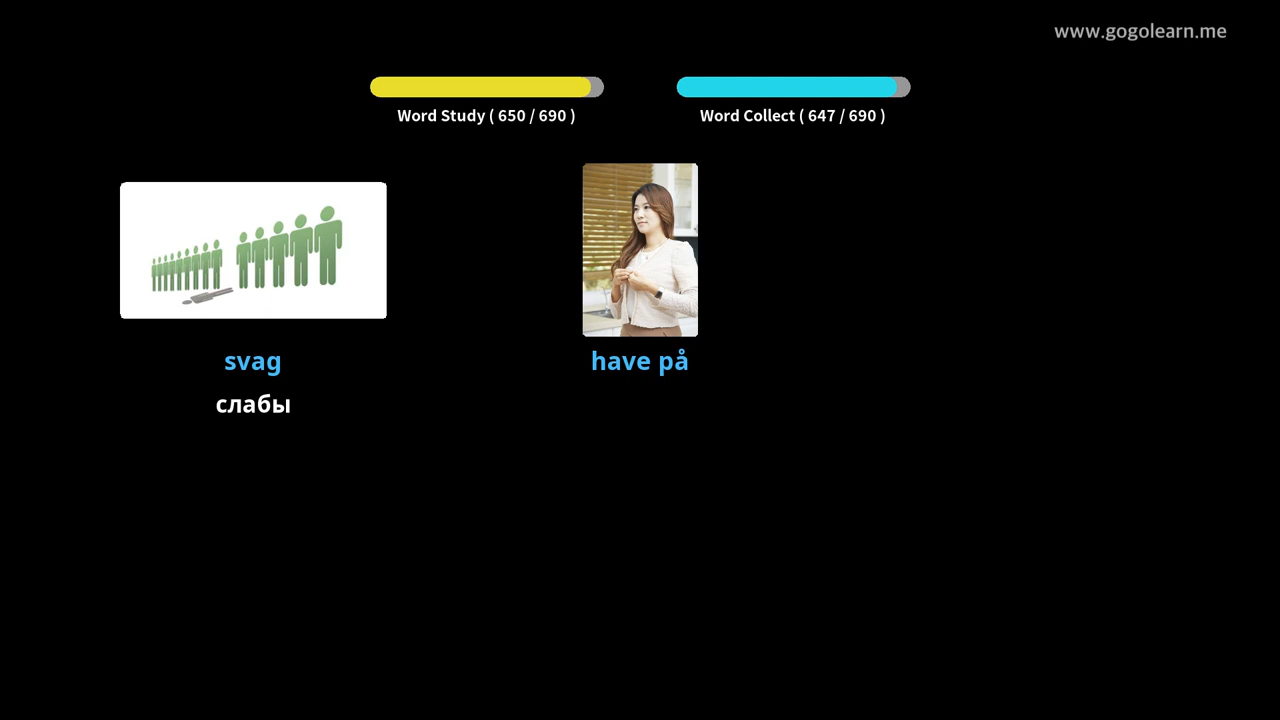 www.gogolearn.me
Word Study ( 650 / 690 )
Word Collect ( 647 / 690 )
svag
have på
слабы